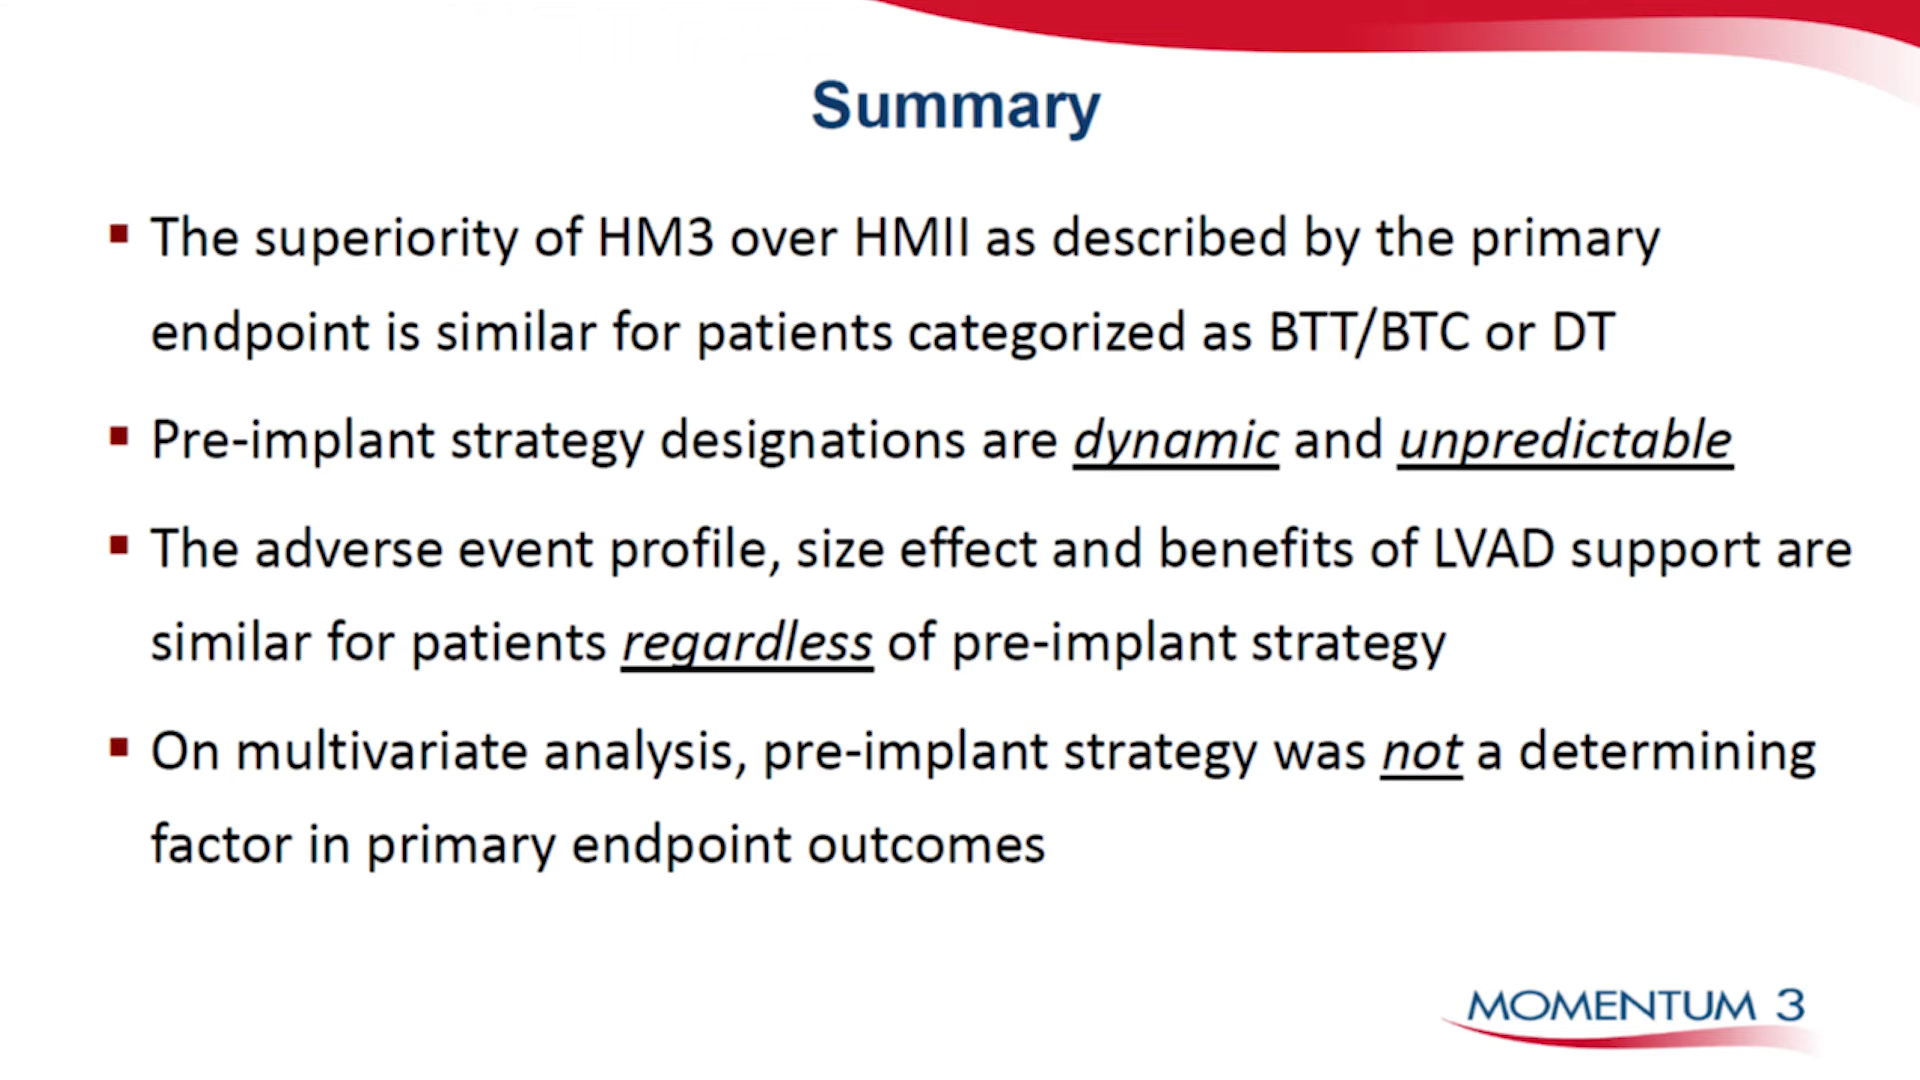 Summary
The superiority of HM3 over HMII as described by the primary
endpoint is similar for patients categorized as BTT/BTC or DT
Pre-implant strategy designations are dynamic and unpredictable
The adverse event profile, size effect and benefits of LVAD support are
similar for patients regardless of pre-implant strategy
On multivariate analysis, pre-implant strategy was not a determining
factor in primary endpoint outcomes
MOMENTUM 3